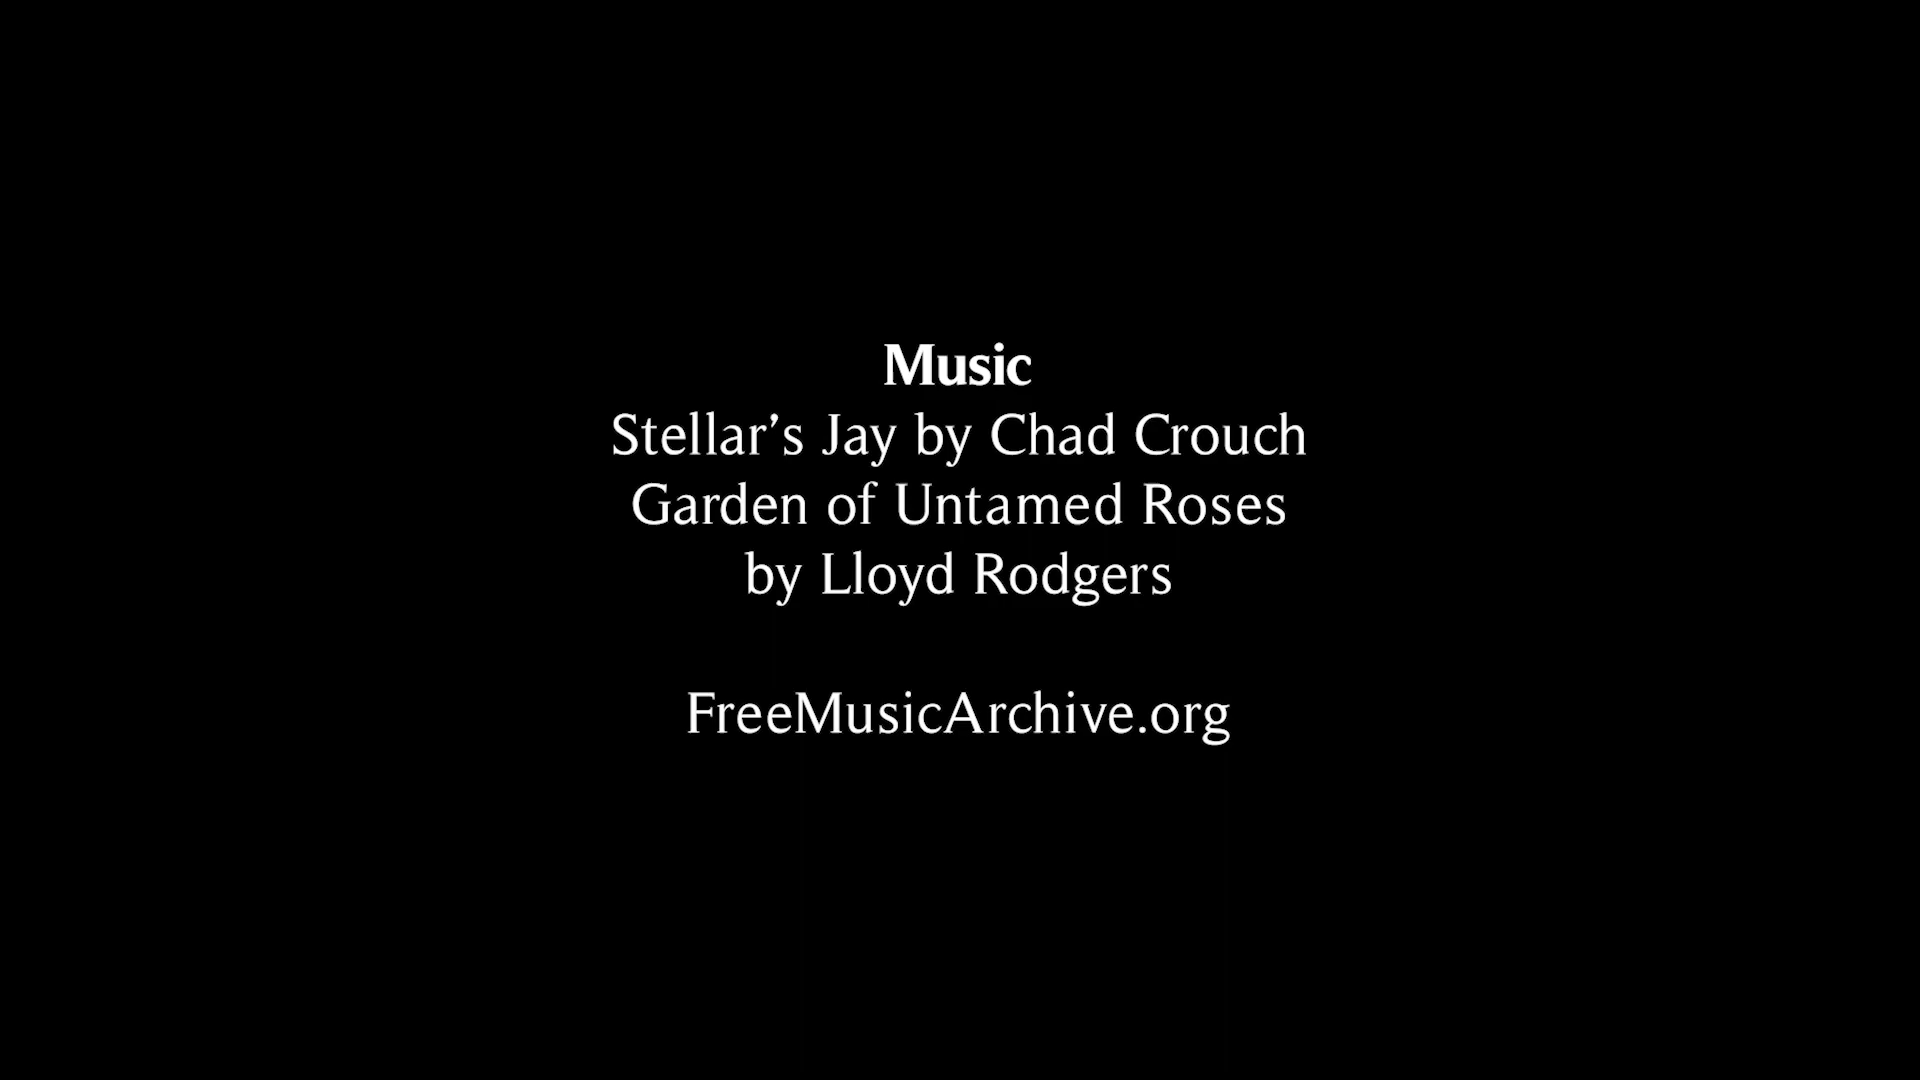 Music
Stellar’s Jay by Chad Crouch
Garden of Untamed Roses
by Lloyd Rodgers
FreeMusicArchive.org